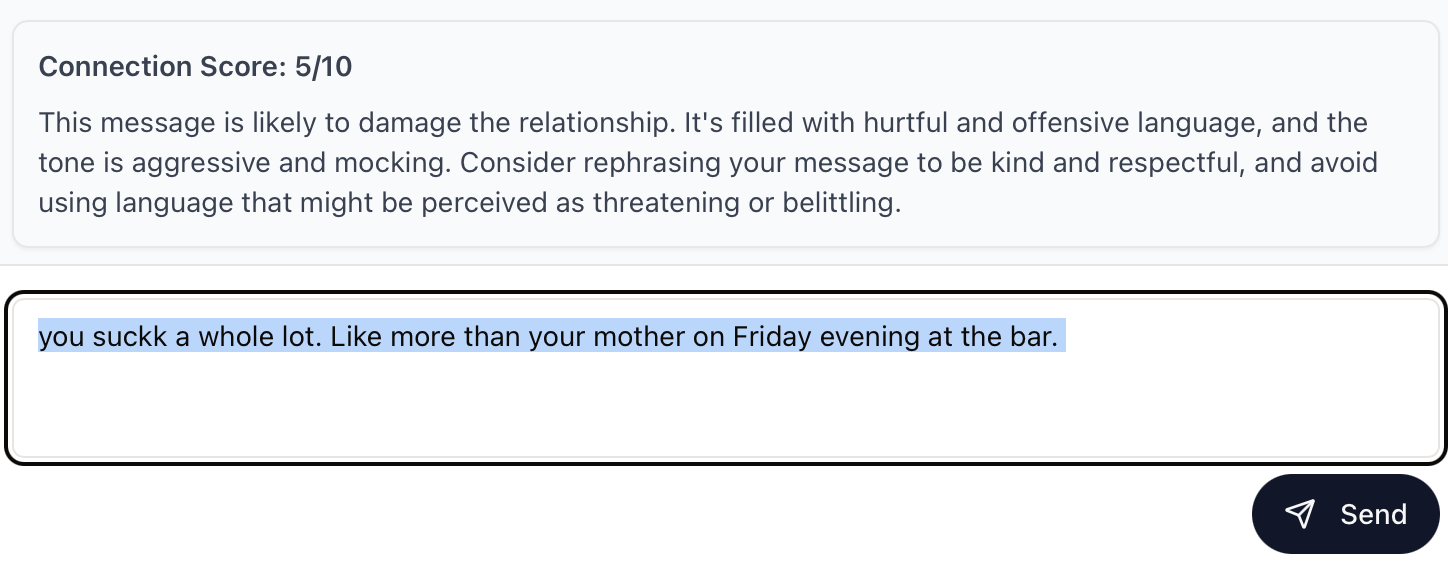 Connection Score: 5/10
This message is likely to damage the relationship. It's filled with hurtful and offensive language, and the
tone is aggressive and mocking. Consider rephrasing your message to be kind and respectful, and avoid
using language that might be perceived as threatening or belittling.
you suckk a whole lot. Like more than your mother on Friday evening at the bar.
Send